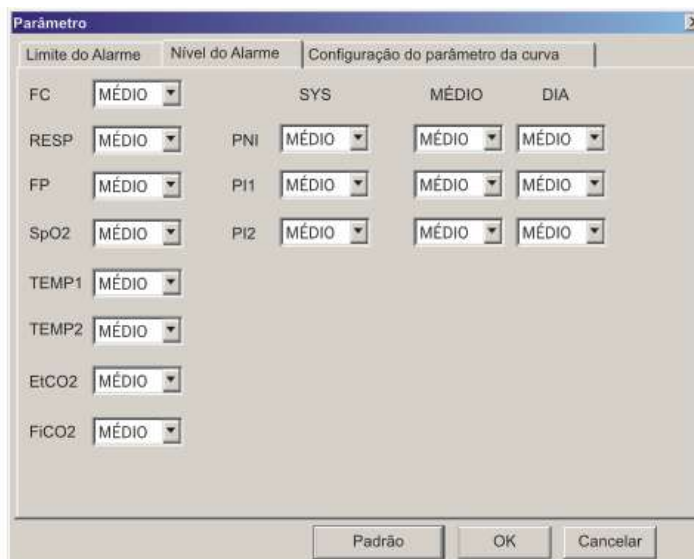 Parâmetro
Limite do Alarme Nível do Alarme Configuração do parâmetro da curva
FC MÉDIO SYS MÉDIO DIA
RESP MÉDIO PNI MÉDIO MÉDIO MÉDIO
FP MÉDIO PI1 MÉDIO MÉDIO MÉDIO
SpO2 MÉDIO PI2 MÉDIO MÉDIO MÉDIO
TEMP1 MÉDIO
TEMP2 MÉDIO
EtCO2 MÉDIO
FiCO2 MÉDIO
Padrão OK Cancelar